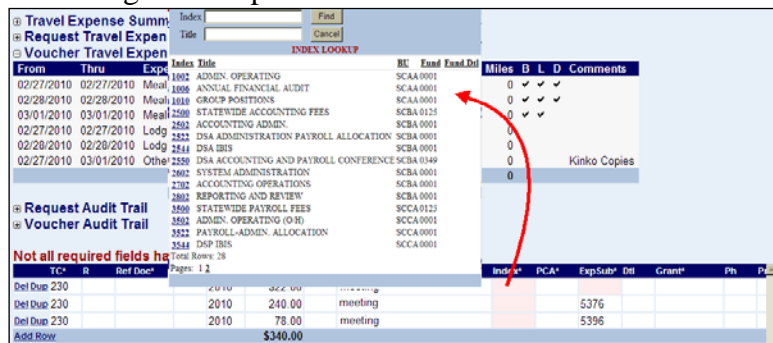 Travel Expense Summ
Request Travel Expen
Voucher Travel Expen
From Thru Expe Miles B L D Comments
02/27/2010 02/27/2010 Meal 0
02/28/2010 02/28/2010 Meal 0
03/01/2010 03/01/2010 Meal 0
02/27/2010 02/27/2010 Lodg 0
02/28/2010 02/28/2010 Lodg 0
02/27/2010 03/01/2010 Othe 0 Kinko Copies
0
Index Find
Title Cancel
INDEX LOOKUP
Index Title BU Fund Fund Dtl
1002 ADMIN. OPERATING SCAA 0001
1006 ANNUAL FINANCIAL AUDIT SCAA 0001
1010 GROUP POSITIONS SCAA 0001
2500 STATEWIDE ACCOUNTING FEES SCBA 0125
2502 ACCOUNTING ADMIN. SCBA 0001
2522 DSA ADMINISTRATION PAYROLL ALLOCATION SCBA 0001
2544 DSA IBIS SCBA 0001
2550 DSA ACCOUNTING AND PAYROLL CONFERENCE SCBA 0349
2602 SYSTEM ADMINISTRATION SCBA 0001
2702 ACCOUNTING OPERATIONS SCBA 0001
2802 REPORTING AND REVIEW SCBA 0001
3500 STATEWIDE PAYROLL FEES SCCA 0125
3502 ADMIN. OPERATING (O/H) SCCA 0001
3522 PAYROLL-ADMIN. ALLOCATION SCCA 0001
3544 DSP IBIS SCCA 0001
Total Rows: 28
Pages: 1 2
Request Audit Trail
Voucher Audit Trail
Not all required fields ha
TC* R Ref Doc* Index* PCA* ExpSub* Dtl Grant* Ph
Del Dup 230 2010 322.00 meeting
Del Dup 230 2010 240.00 meeting 5376
Del Dup 230 2010 78.00 meeting 5396
Add Row $340.00